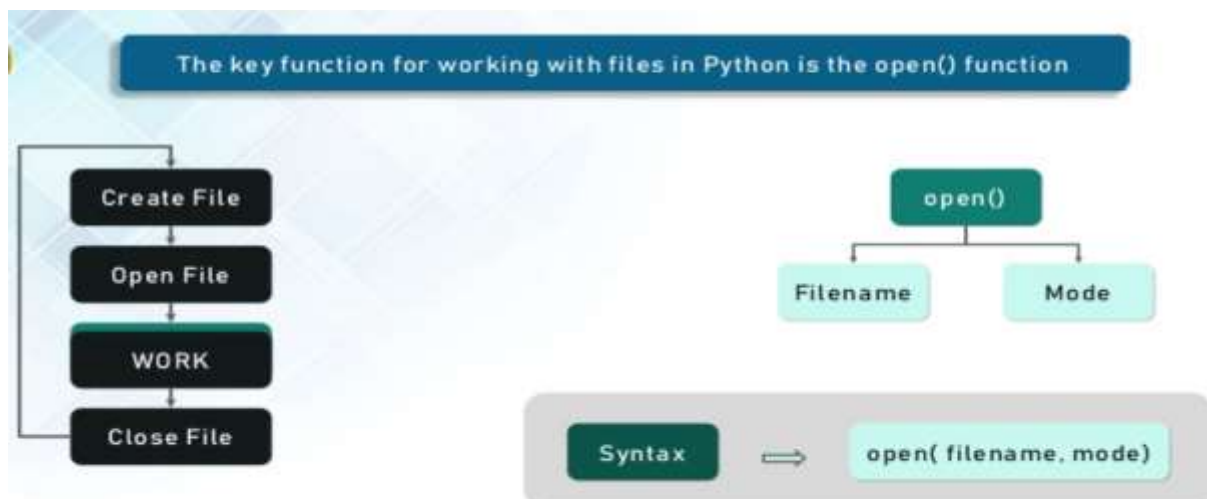 The key function for working with files in Python is the open() function
Create File
Open File
WORK
Close File
open()
Filename
Mode
Syntax
open( filename, mode)